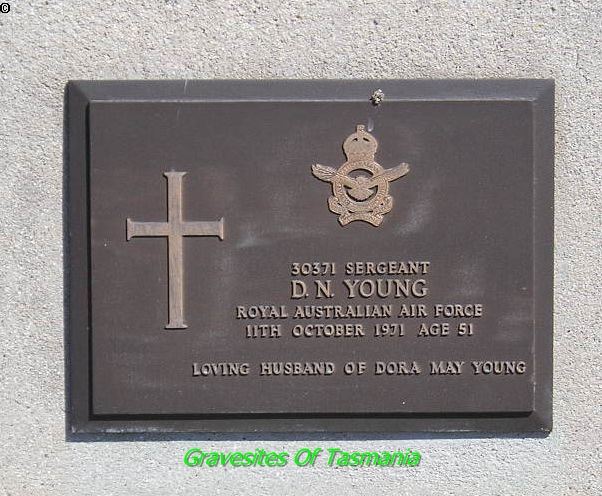 ©
30371 SERGEANT
D. N. YOUNG
ROYAL AUSTRALIAN AIR FORCE
11TH OCTOBER 1971 AGE 51
LOVING HUSBAND OF DORA MAY YOUNG
Gravesites Of Tasmania